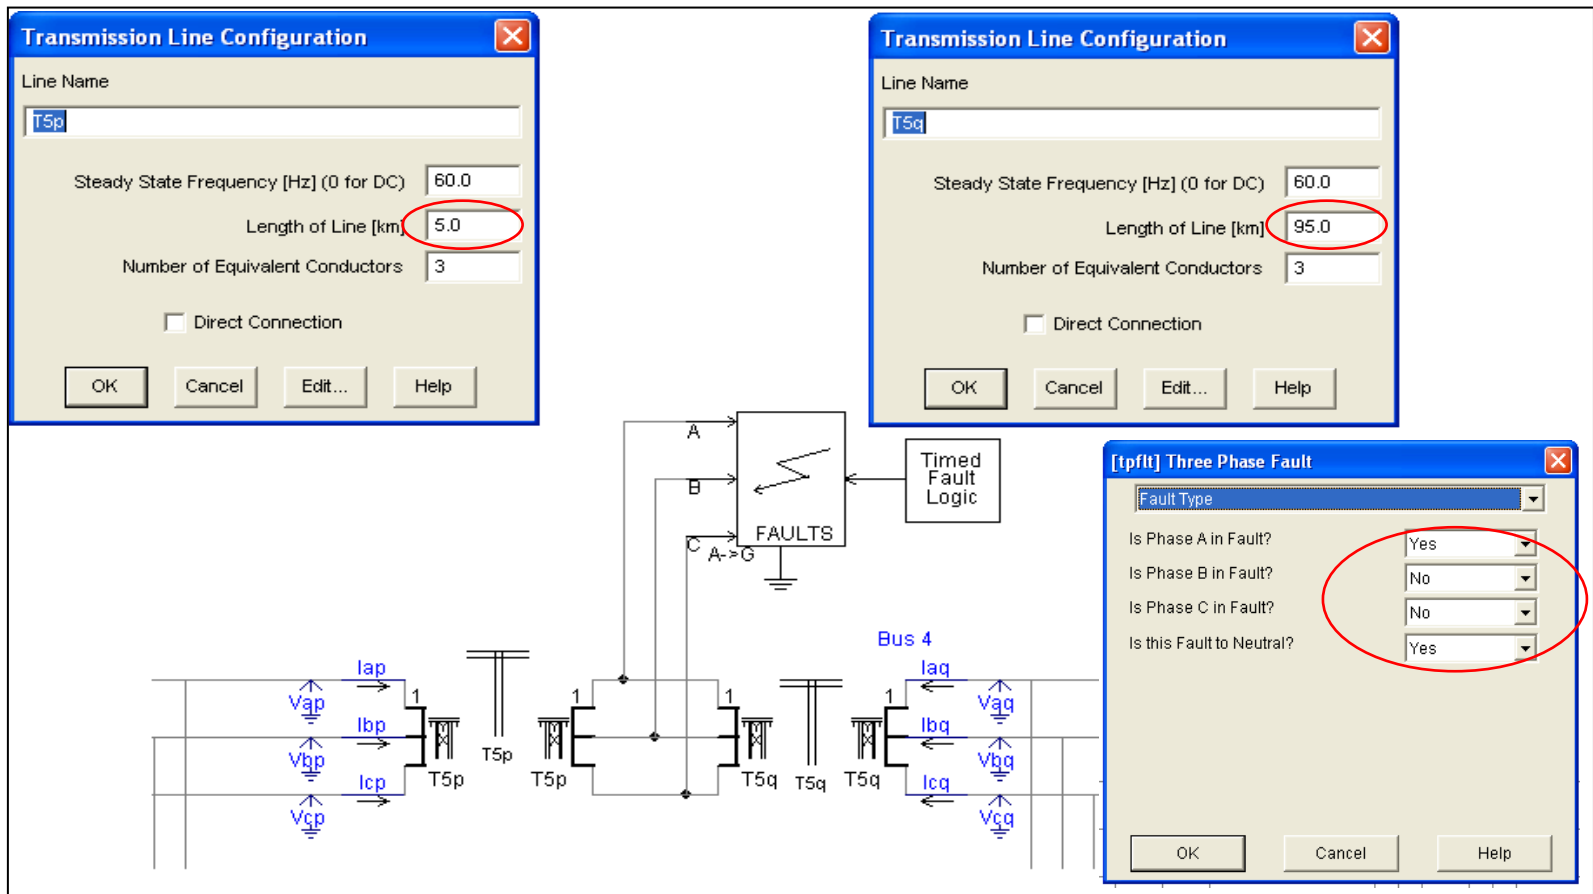 Transmission Line Configuration
Line Name
T5p
Steady State Frequency [Hz] (0 for DC) 60.0
Length of Line [km] 5.0
Number of Equivalent Conductors 3
Direct Connection
OK Cancel Edit... Help
Transmission Line Configuration
Line Name
T5q
Steady State Frequency [Hz] (0 for DC) 60.0
Length of Line [km] 95.0
Number of Equivalent Conductors 3
Direct Connection
OK Cancel Edit... Help
[tpflt] Three Phase Fault
Fault Type
Is Phase A in Fault? Yes
Is Phase B in Fault? No
Is Phase C in Fault? No
Is this Fault to Neutral? Yes
OK Cancel Help
A
B
C
A->G
FAULTS
Timed
Fault
Logic
Bus 4
Iap
Vap
Ibp
Vbp
Icp
Vcp
1
T5p
T5p
1
T5p
1
T5q
T5q
1
T5q
Iaq
Vaq
Ibq
Vbq
Icq
Vcq